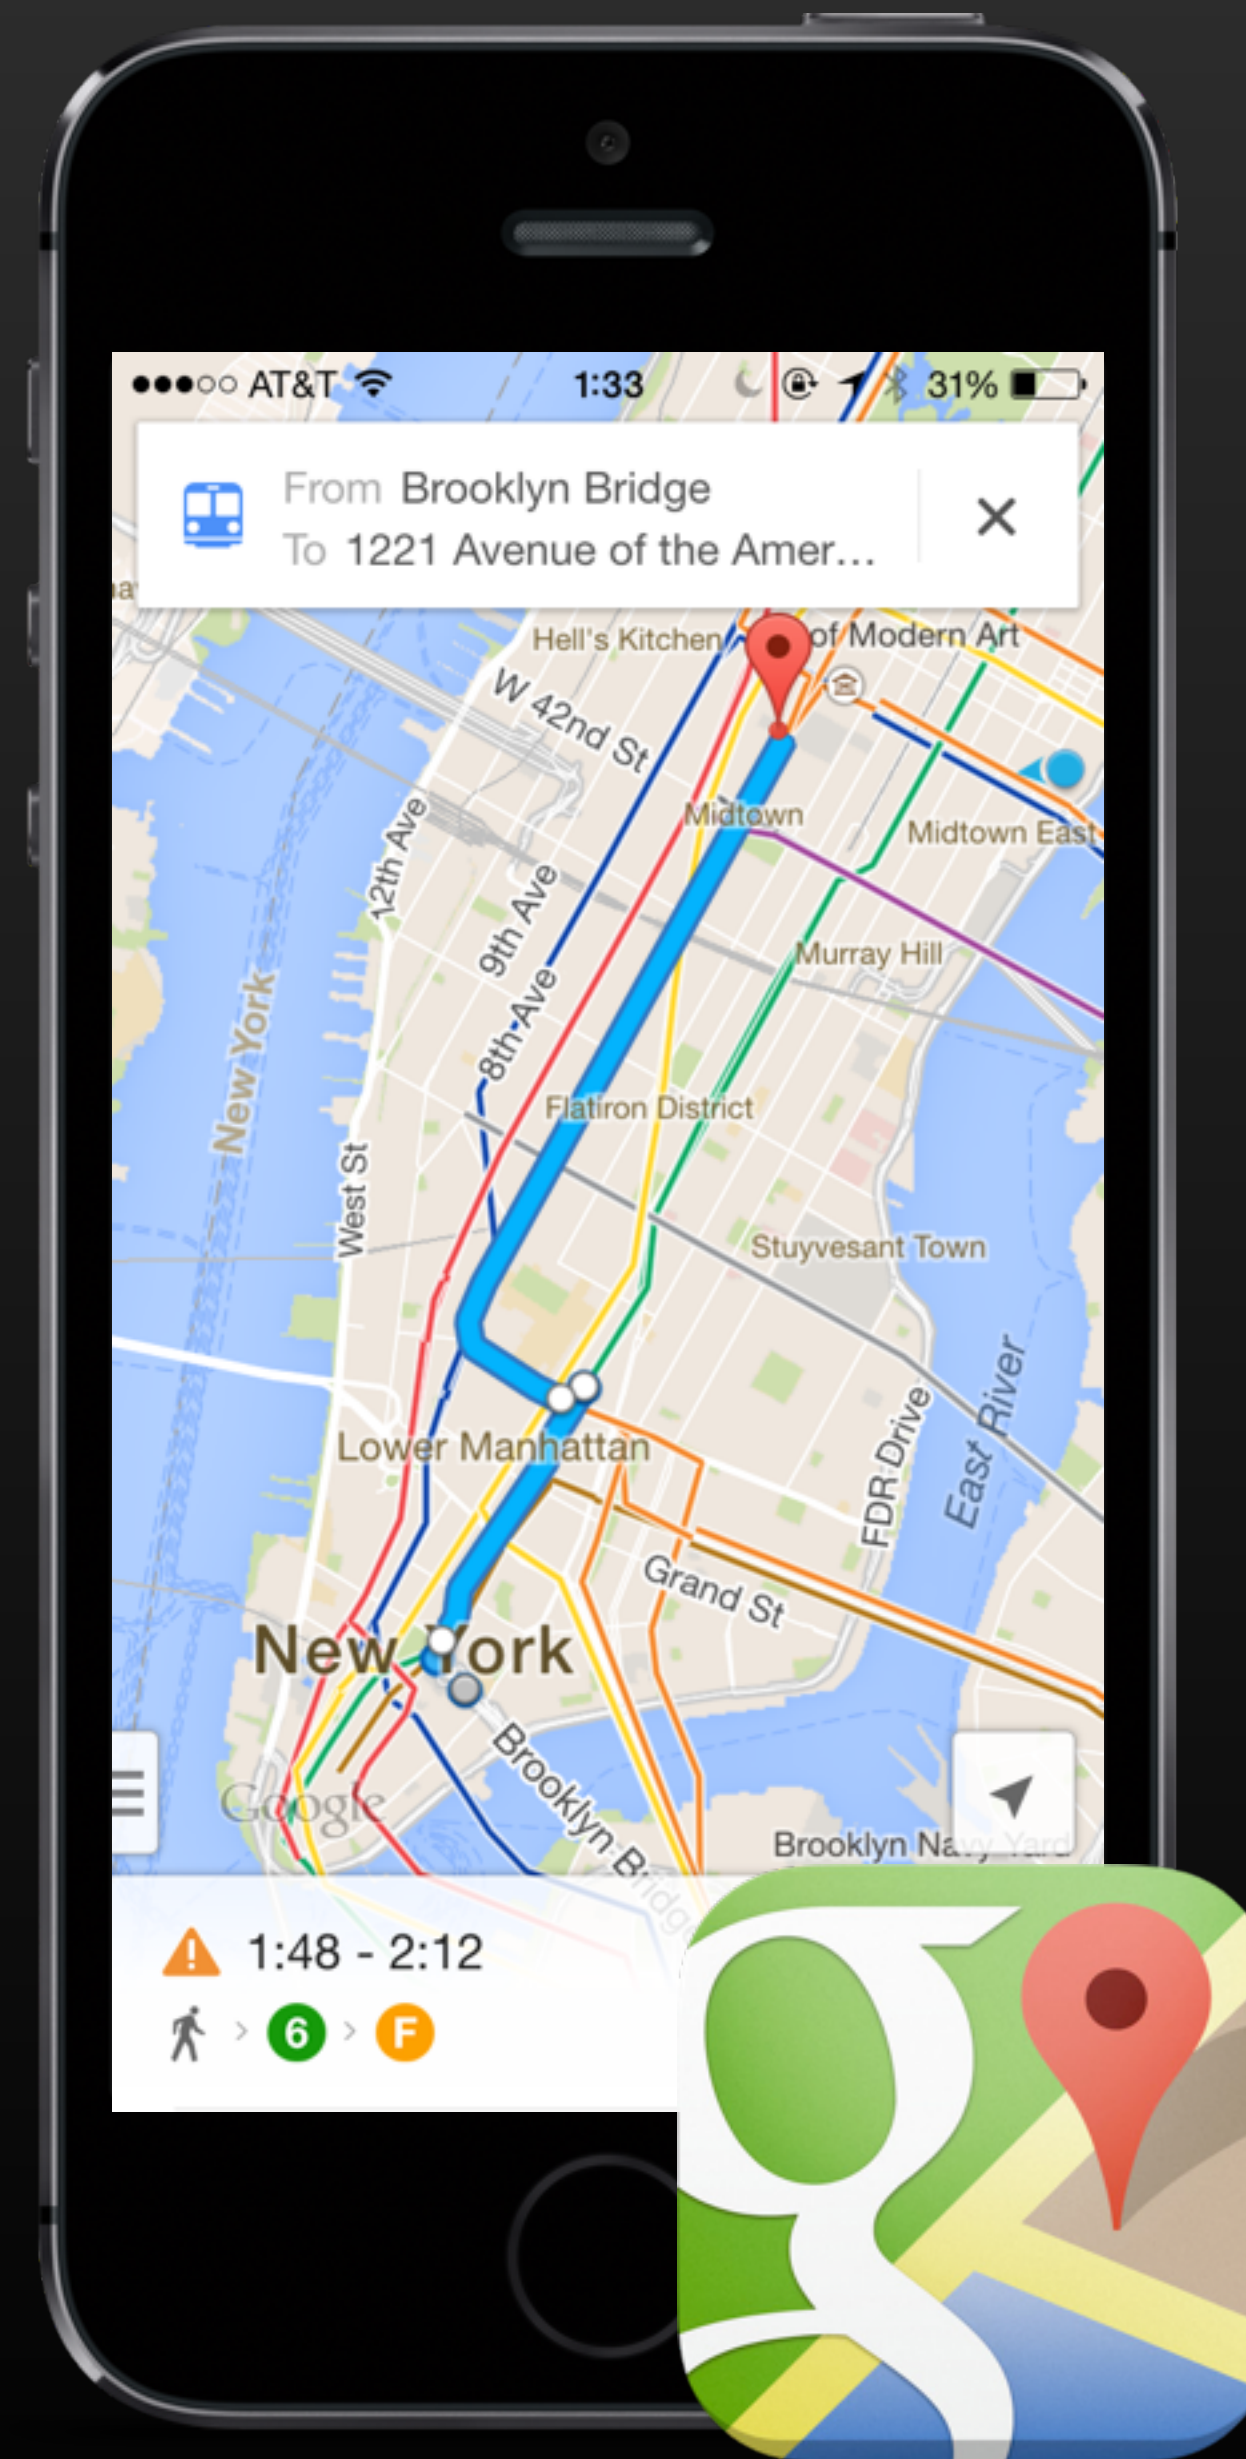 AT&T 1:33 31%
From Brooklyn Bridge
To 1221 Avenue of the Amer...
Hell's Kitchen
of Modern Art
W 42nd St
Midtown
Midtown East
12th Ave
9th Ave
Murray Hill
8th Ave
New York
Flatiron District
West St
Stuyvesant Town
East River
FDR Drive
Lower Manhattan
Grand St
New York
Brooklyn Bridge
Google
Brooklyn Navy Yard
1:48 - 2:12
6 > F
g